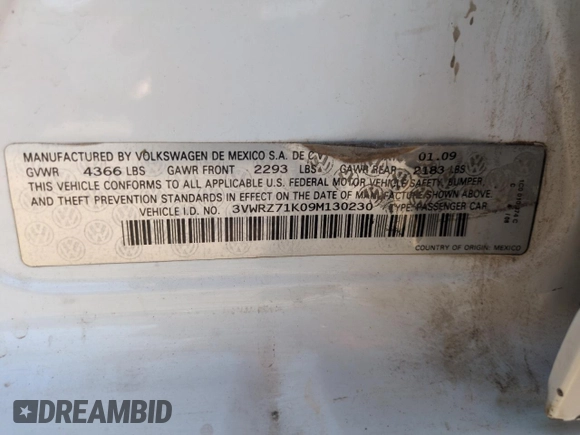 MANUFACTURED BY VOLKSWAGEN DE MEXICO S.A. DE C.V. 01.09
GVWR 4366 LBS GAWR FRONT 2293 LBS GAWR REAR 2183 LBS
THIS VEHICLE CONFORMS TO ALL APPLICABLE U.S. FEDERAL MOTOR VEHICLE SAFETY, BUMPER,
AND THEFT PREVENTION STANDARDS IN EFFECT ON THE DATE OF MANUFACTURE SHOWN ABOVE.
VEHICLE I.D. NO. 3VWRZ71K09M130230 TYPE: PASSENGER CAR
COUNTRY OF ORIGIN: MEXICO
DREAMBID